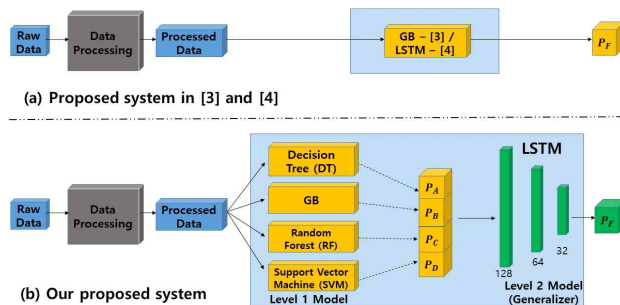 Raw
Data
Data
Processing
Processed
Data
GB – [3] /
LSTM – [4]
P_F
(a) Proposed system in [3] and [4]
Raw
Data
Data
Processing
Processed
Data
Decision
Tree (DT)
GB
Random
Forest (RF)
Support Vector
Machine (SVM)
Level 1 Model
P_A
P_B
P_C
P_D
LSTM
128
64
32
Level 2 Model
(Generalizer)
P_F
(b) Our proposed system